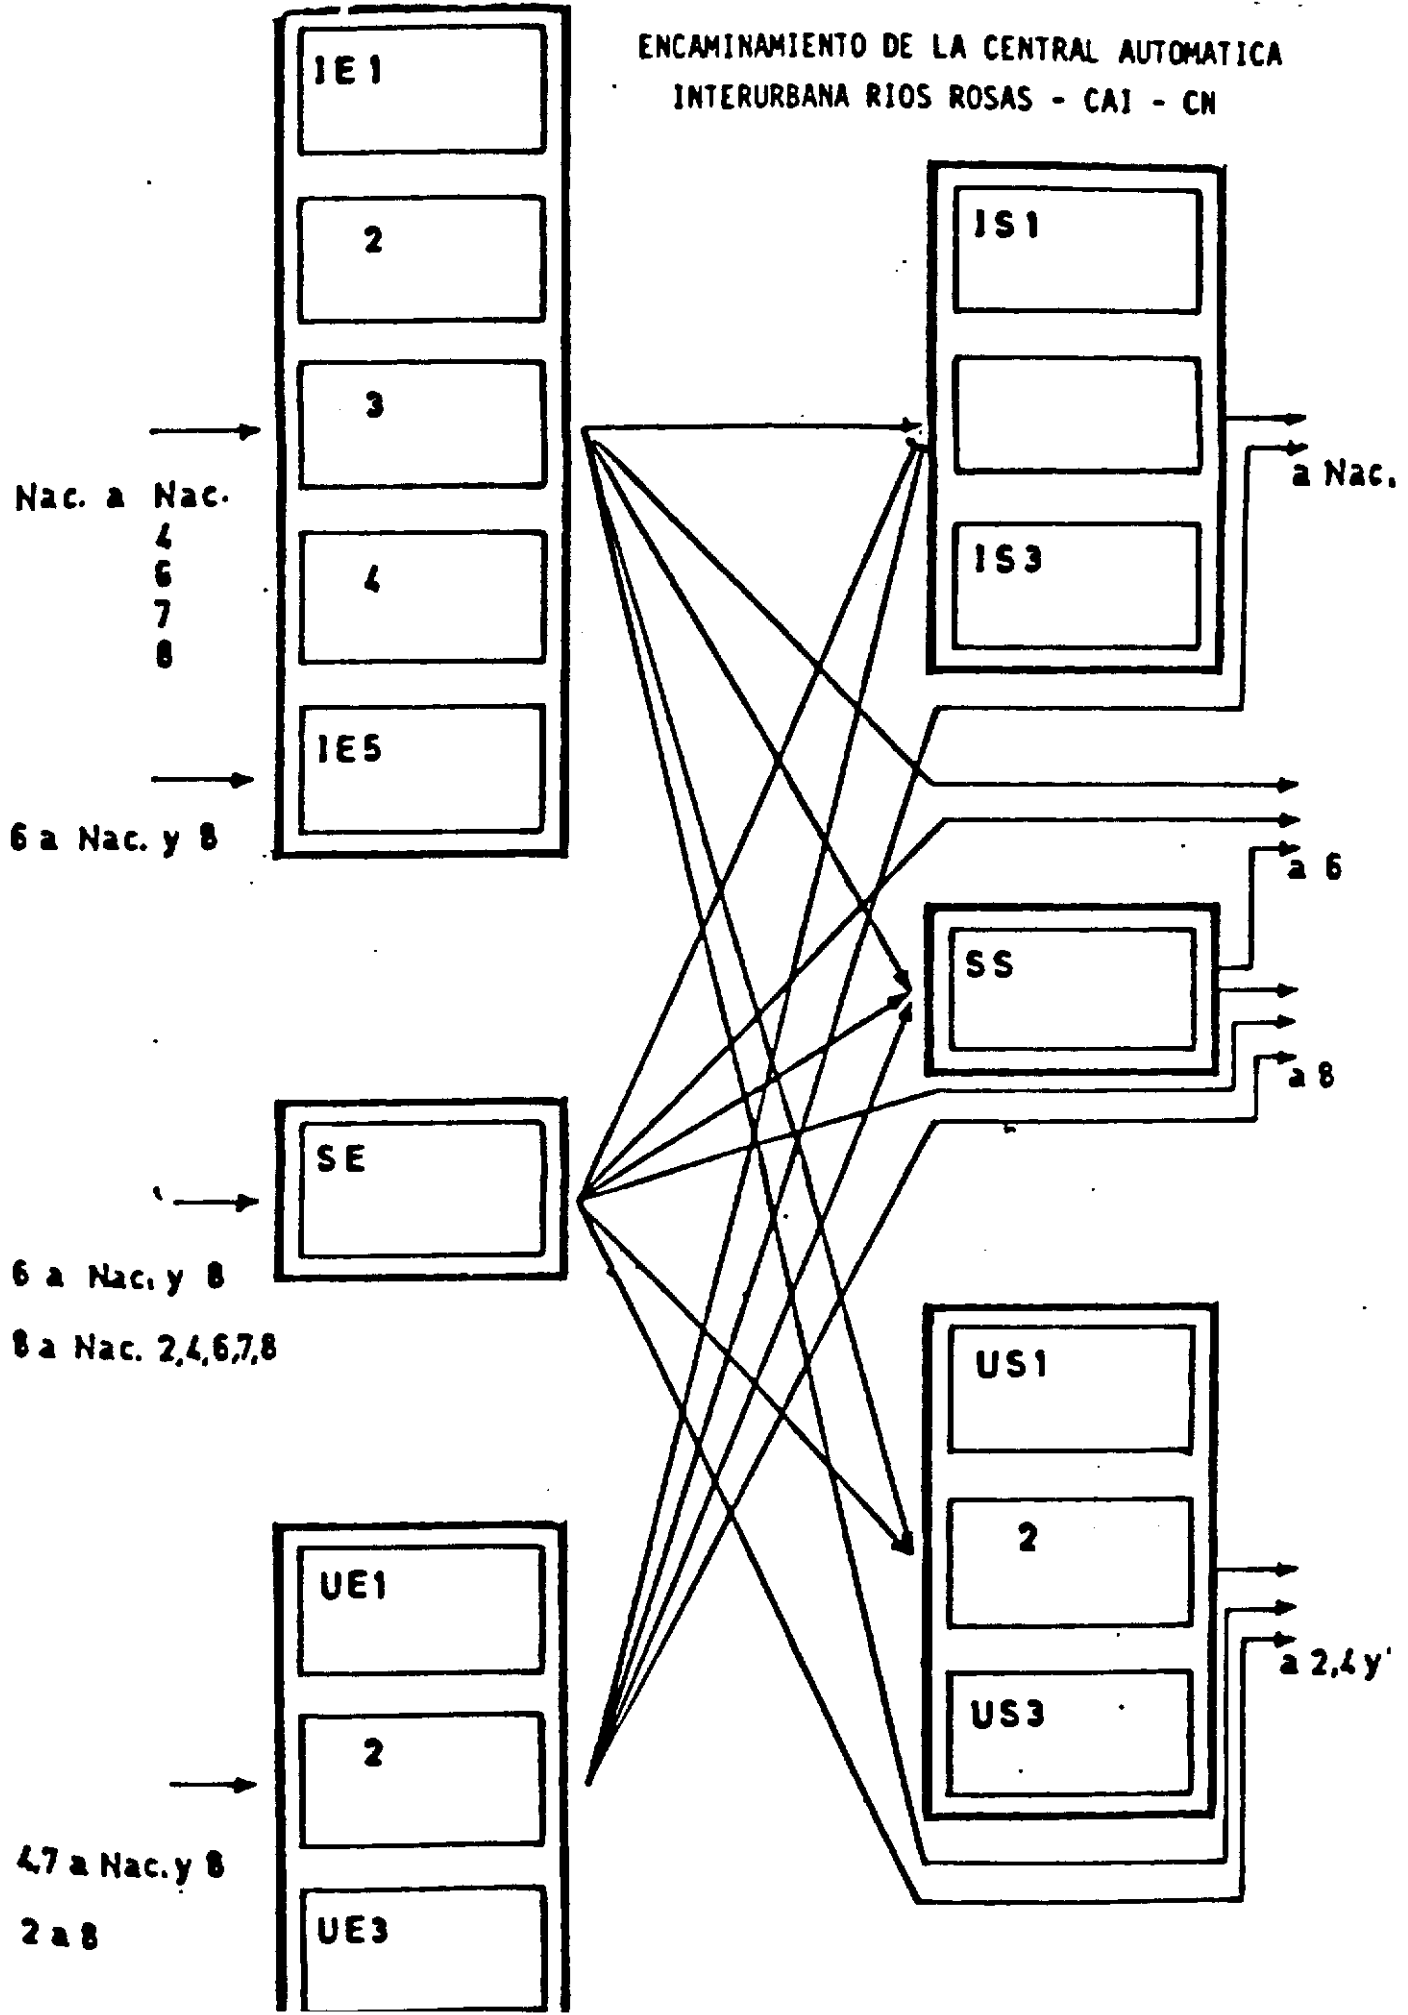 ENCAMINAMIENTO DE LA CENTRAL AUTOMATICA
INTERURBANA RIOS ROSAS - CAI - CN
IE1
2
3
4
IE5
Nac. a Nac.
4
6
7
8
6 a Nac. y 8
SE
6 a Nac. y 8
8 a Nac. 2,4,6,7,8
UE1
2
UE3
4,7 a Nac. y 8
2 a 8
IS1
IS3
a Nac.
a 6
SS
a 8
US1
2
US3
a 2,4 y